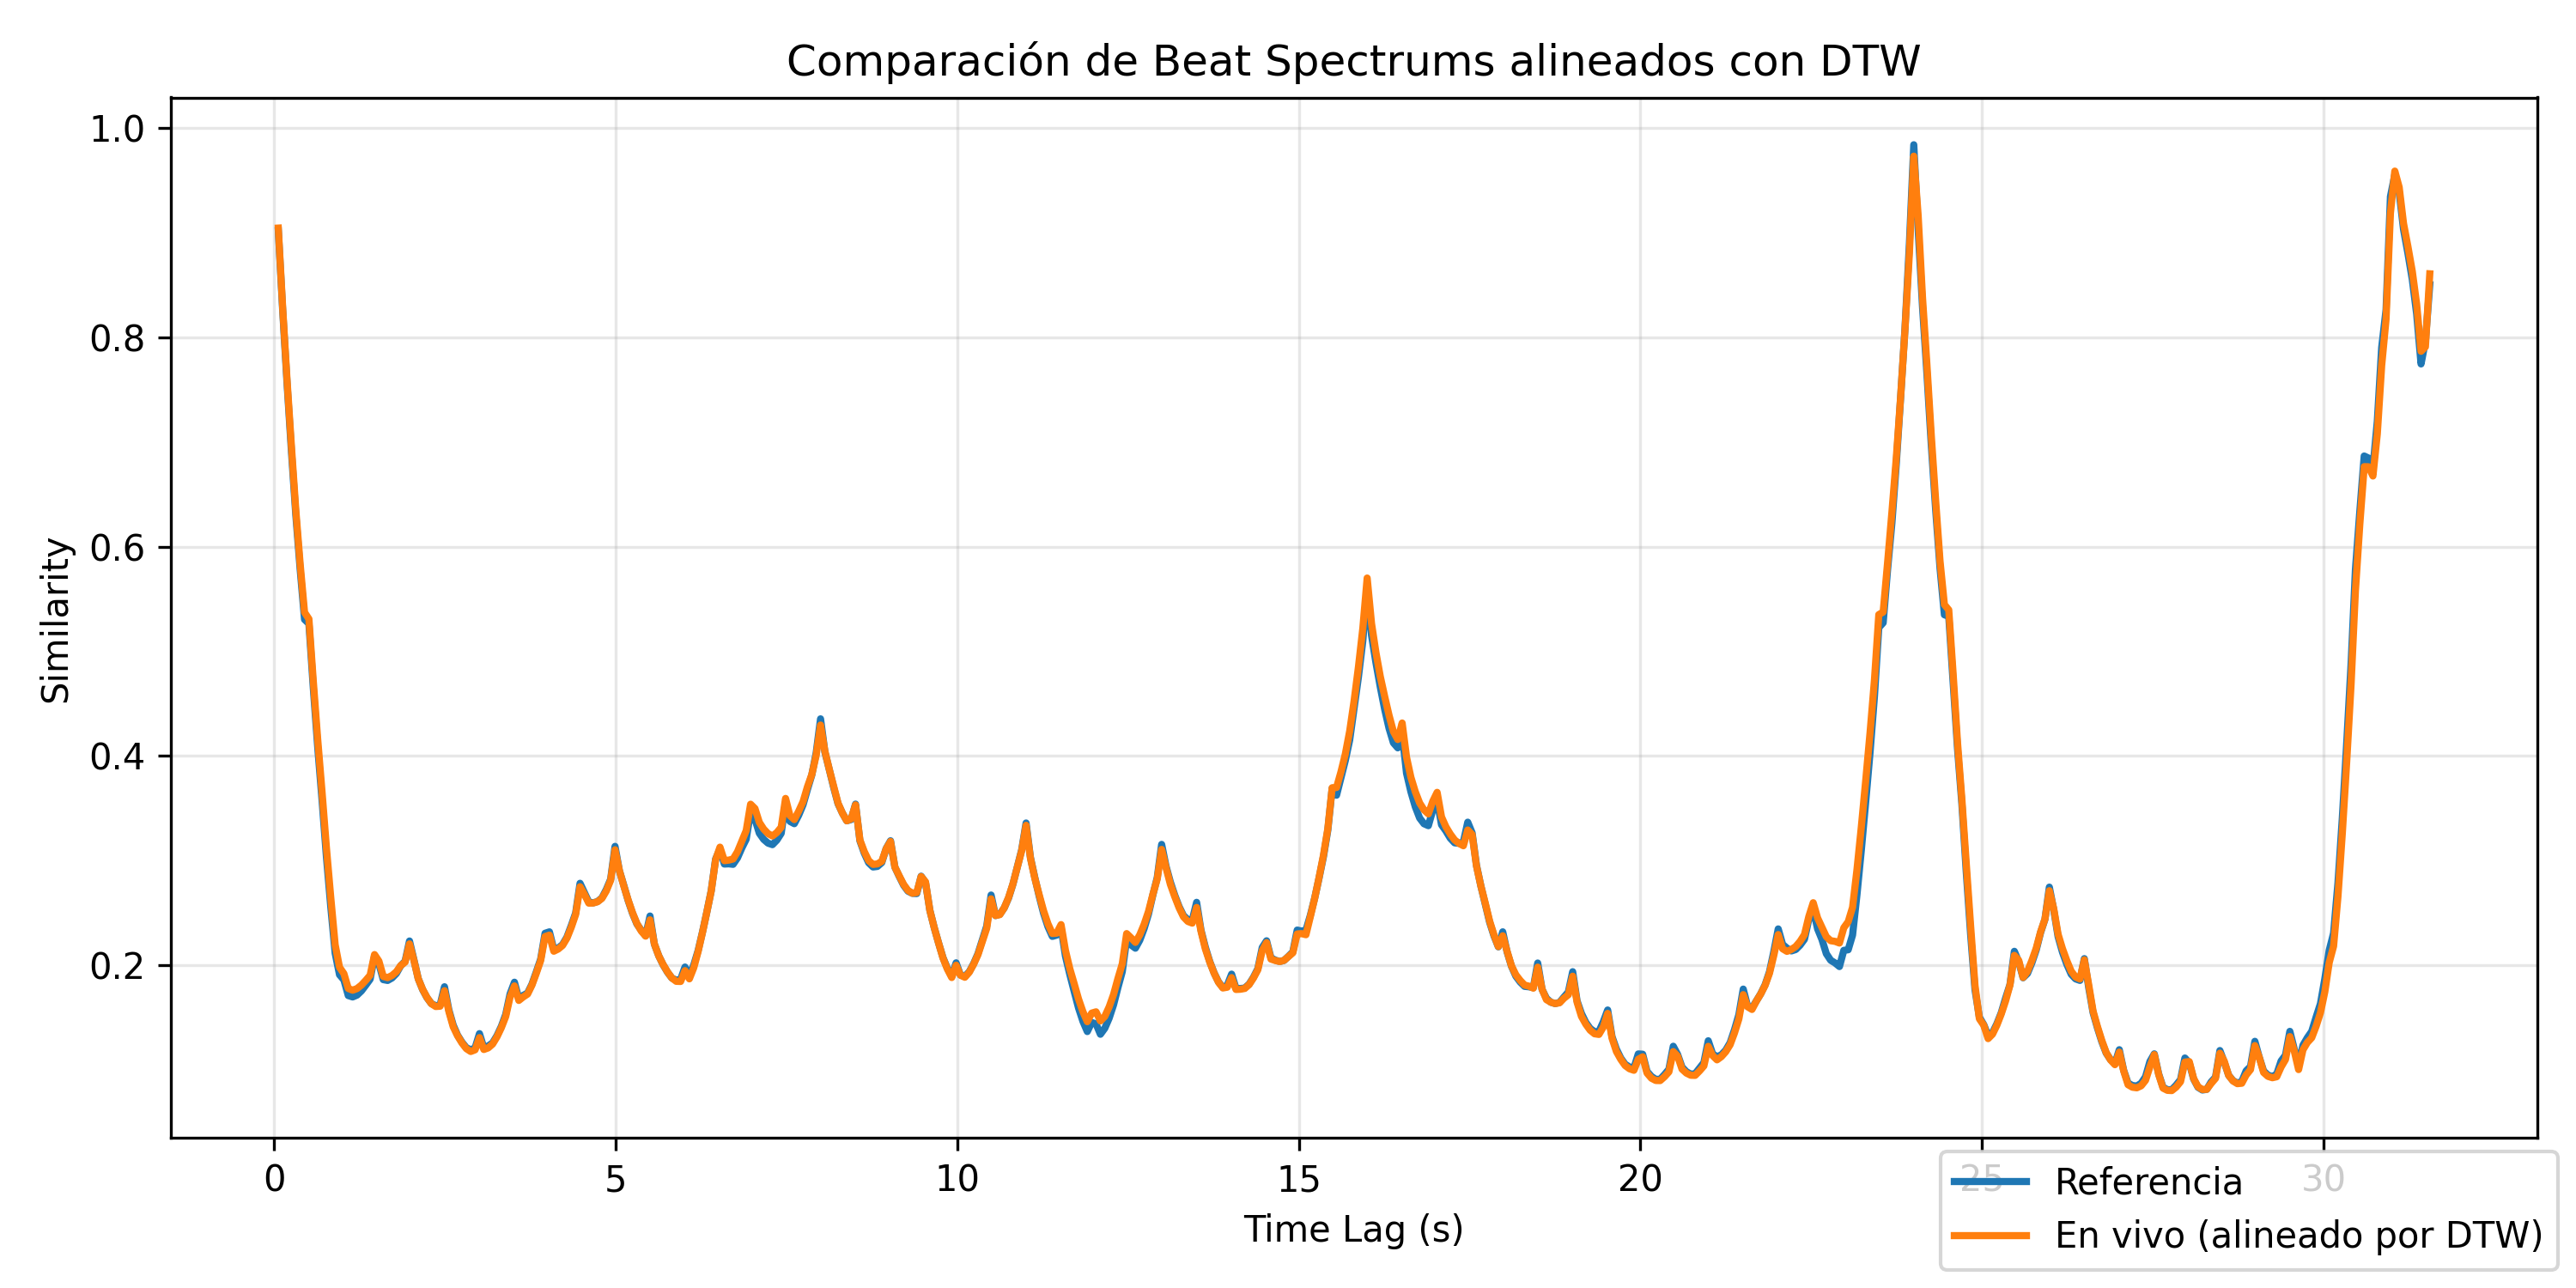 Comparación de Beat Spectrums alineados con DTW
1.0
0.8
0.6
0.4
0.2
Similarity
0 5 10 15 20 25 30
Time Lag (s)
Referencia
En vivo (alineado por DTW)